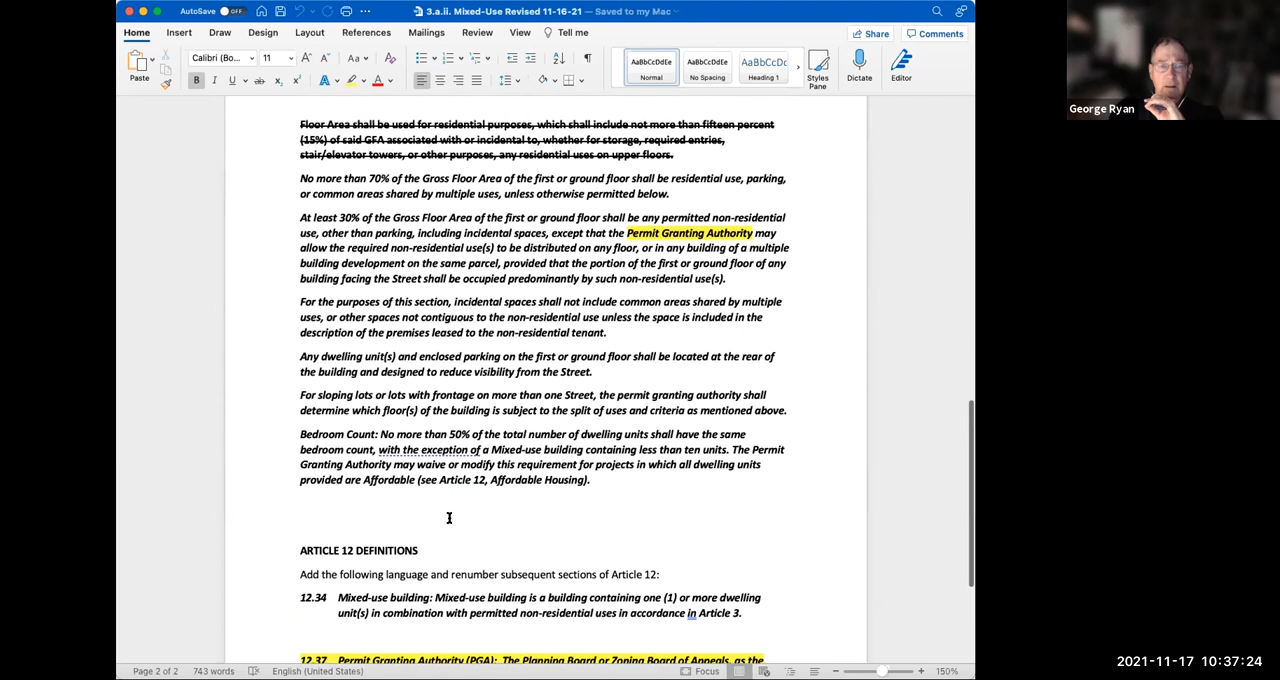 AutoSave OFF
3.a.ii. Mixed-Use Revised 11-16-21 — Saved to my Mac
Home Insert Draw Design Layout References Mailings Review View Tell me
Share Comments
Paste
Calibri (Bo... 11
Aa
B I U ab x₂ x² A A
AaBbCcDdEe AaBbCcDdEe AaBbCcDc
Normal No Spacing Heading 1
Styles Pane
Dictate
Editor
George Ryan
Floor Area shall be used for residential purposes, which shall include not more than fifteen percent
(15%) of said GFA associated with or incidental to, whether for storage, required entries,
stair/elevator towers, or other purposes, any residential uses on upper floors.
No more than 70% of the Gross Floor Area of the first or ground floor shall be residential use, parking,
or common areas shared by multiple uses, unless otherwise permitted below.
At least 30% of the Gross Floor Area of the first or ground floor shall be any permitted non-residential
use, other than parking, including incidental spaces, except that the Permit Granting Authority may
allow the required non-residential use(s) to be distributed on any floor, or in any building of a multiple
building development on the same parcel, provided that the portion of the first or ground floor of any
building facing the Street shall be occupied predominantly by such non-residential use(s).
For the purposes of this section, incidental spaces shall not include common areas shared by multiple
uses, or other spaces not contiguous to the non-residential use unless the space is included in the
description of the premises leased to the non-residential tenant.
Any dwelling unit(s) and enclosed parking on the first or ground floor shall be located at the rear of
the building and designed to reduce visibility from the Street.
For sloping lots or lots with frontage on more than one Street, the permit granting authority shall
determine which floor(s) of the building is subject to the split of uses and criteria as mentioned above.
Bedroom Count: No more than 50% of the total number of dwelling units shall have the same
bedroom count, with the exception of a Mixed-use building containing less than ten units. The Permit
Granting Authority may waive or modify this requirement for projects in which all dwelling units
provided are Affordable (see Article 12, Affordable Housing).
ARTICLE 12 DEFINITIONS
Add the following language and renumber subsequent sections of Article 12:
12.34 Mixed-use building: Mixed-use building is a building containing one (1) or more dwelling
unit(s) in combination with permitted non-residential uses in accordance in Article 3.
12.37 Permit Granting Authority (PGA): The Planning Board or Zoning Board of Appeals, as the
Page 2 of 2 743 words English (United States) Focus 150%
2021-11-17 10:37:24